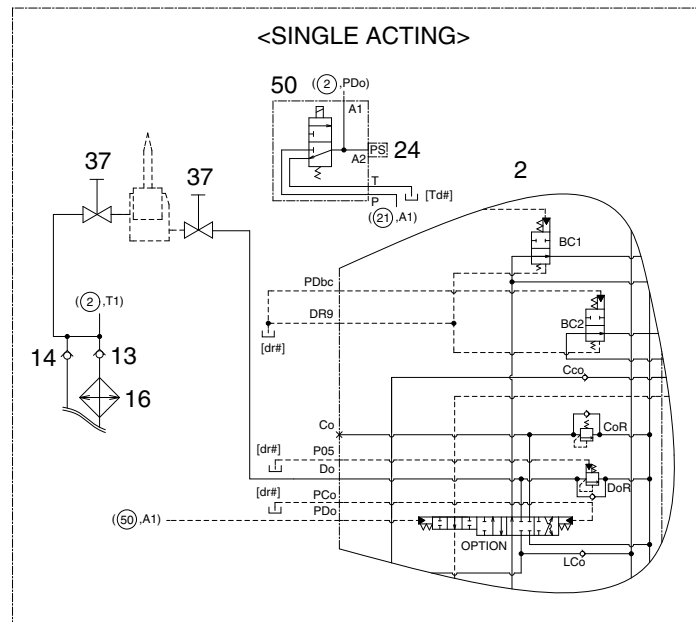 <SINGLE ACTING>
50 (②,PDo)
A1
37
PS 24
A2
37
T
2
[Td#]
P
(㉑,A1)
BC1
PDbc
(②,T1)
DR9
BC2
[dr#]
14 13
Cco
16
Co
CoR
[dr#] P05
Do
[dr#] PCo
DoR
(㊿,A1) PDo
OPTION
LCo